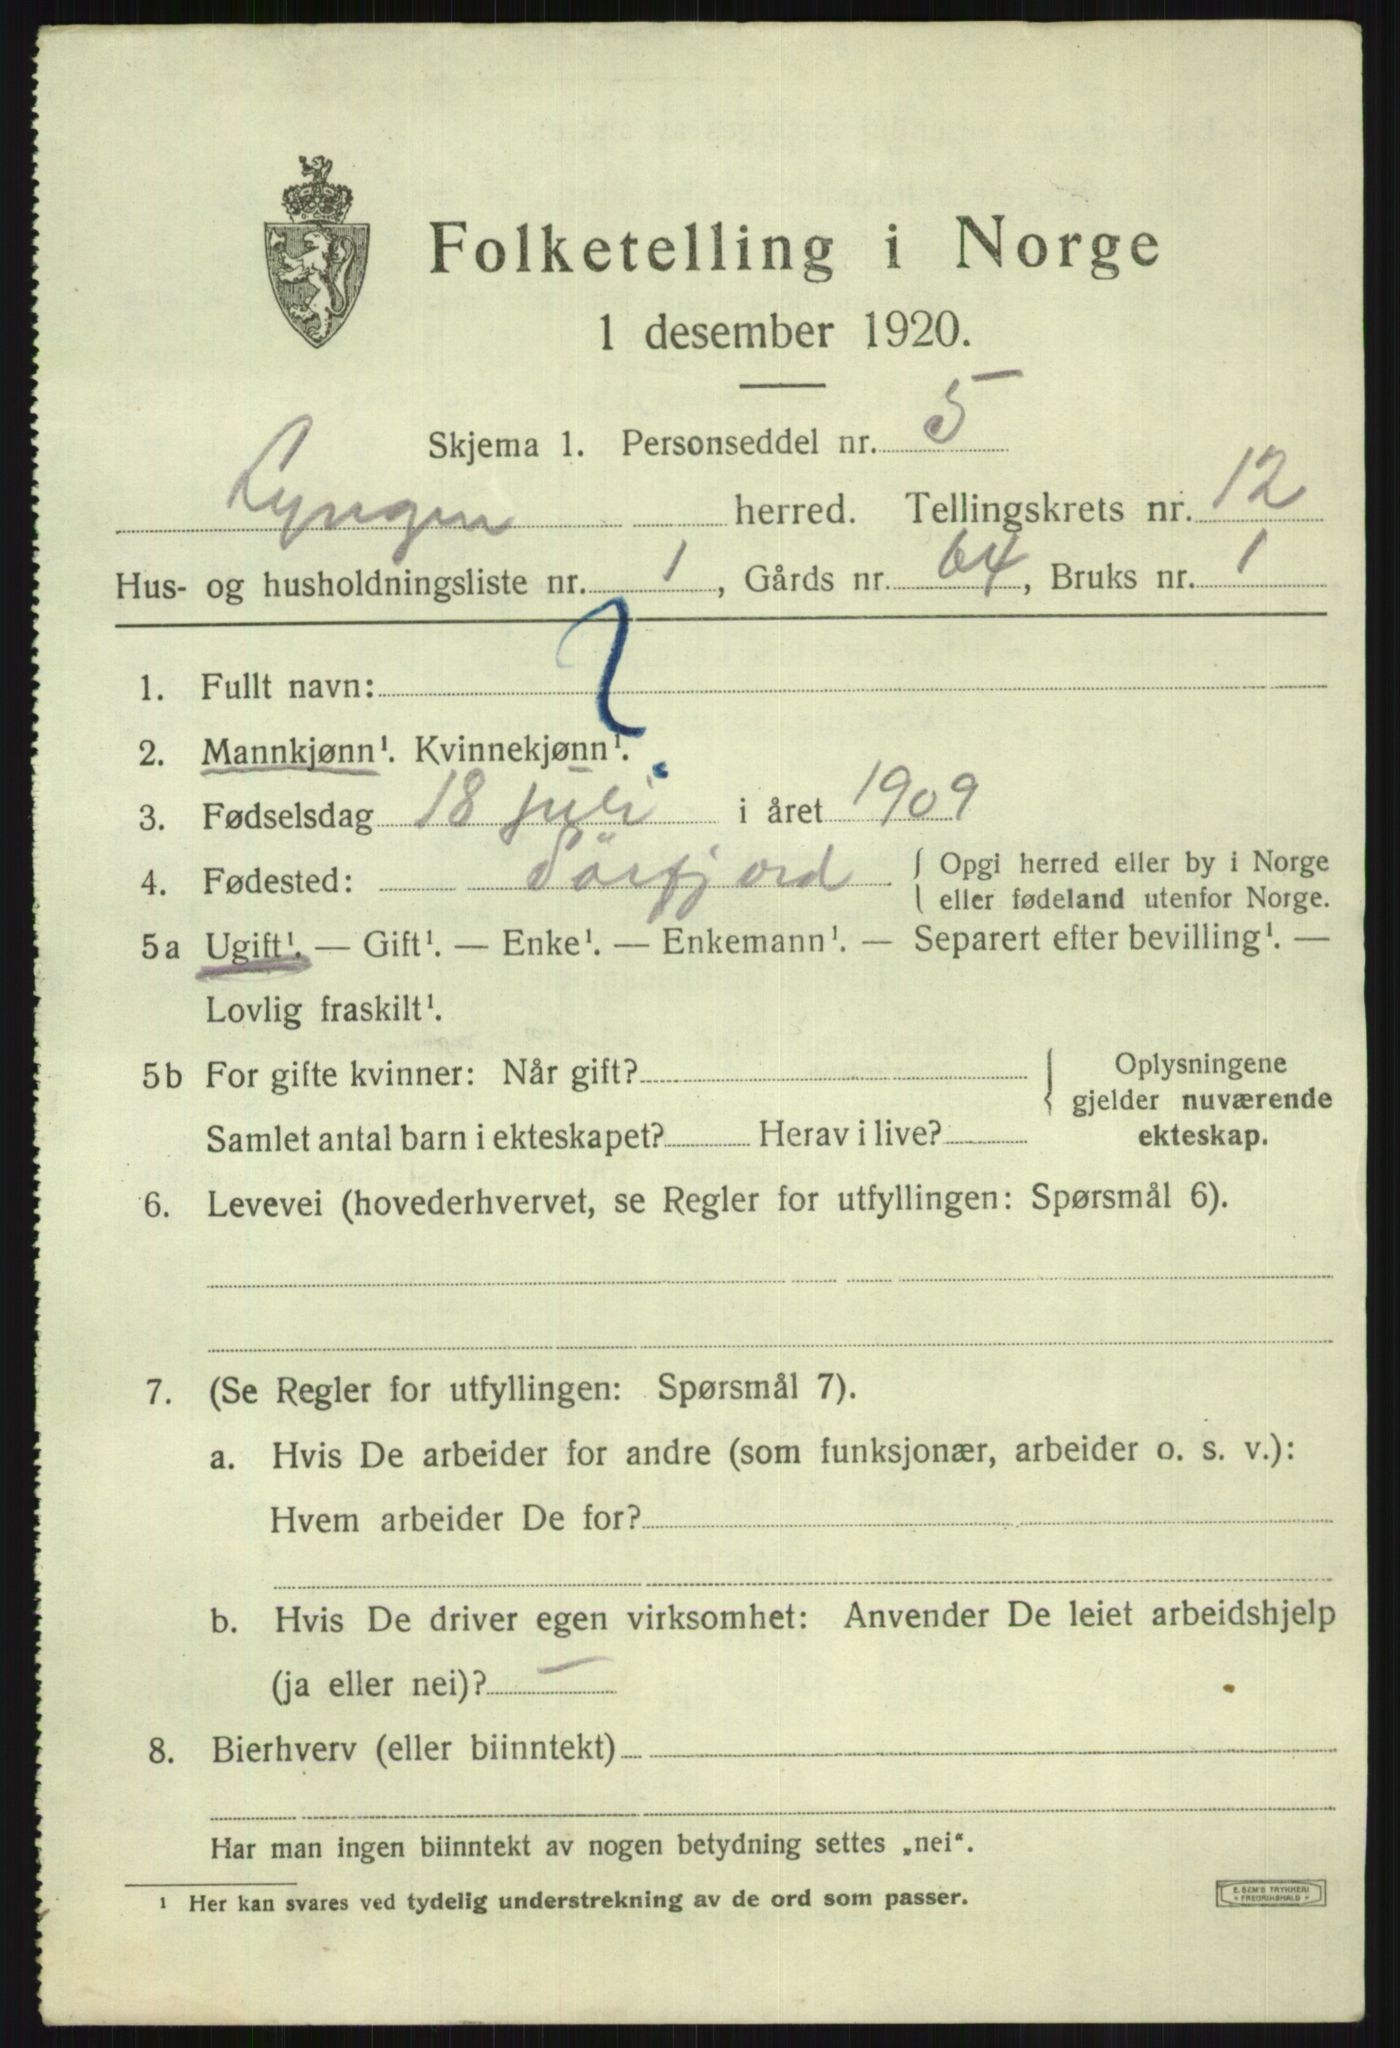 Folketelling i Norge
1 desember 1920.
Skjema 1. Personseddel nr. 5
Lyngen herred. Tellingskrets nr. 12
Hus- og husholdningsliste nr. 1, Gårds nr. 64, Bruks nr. 1
1. Fullt navn: ?
2. Mannkjønn¹. Kvinnekjønn¹.
3. Fødselsdag 18 juli i året 1909
4. Fødested: Sörfjord { Opgi herred eller by i Norge
eller fødeland utenfor Norge.
5a Ugift¹. — Gift¹. — Enke¹. — Enkemann¹. — Separert efter bevilling¹. —
Lovlig fraskilt¹.
5b For gifte kvinner: Når gift? { Oplysningene
gjelder nuværende
Samlet antal barn i ekteskapet? Herav i live? ekteskap.
6. Levevei (hovederhvervet, se Regler for utfyllingen: Spørsmål 6).
7. (Se Regler for utfyllingen: Spørsmål 7).
a. Hvis De arbeider for andre (som funksjonær, arbeider o. s. v.):
Hvem arbeider De for?
b. Hvis De driver egen virksomhet: Anvender De leiet arbeidshjelp
(ja eller nei)? —
8. Bierhverv (eller biinntekt)
Har man ingen biinntekt av nogen betydning settes „nei“.
¹ Her kan svares ved tydelig understrekning av de ord som passer.
E. SEM'S TRYKKERI
FREDRIKSHALD